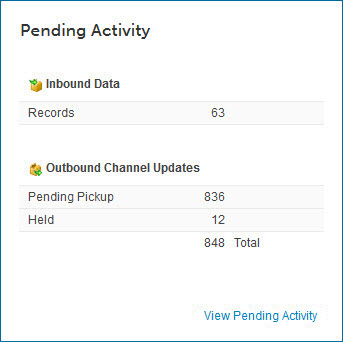 Pending Activity
Inbound Data
Records 63
Outbound Channel Updates
Pending Pickup 836
Held 12
848 Total
View Pending Activity